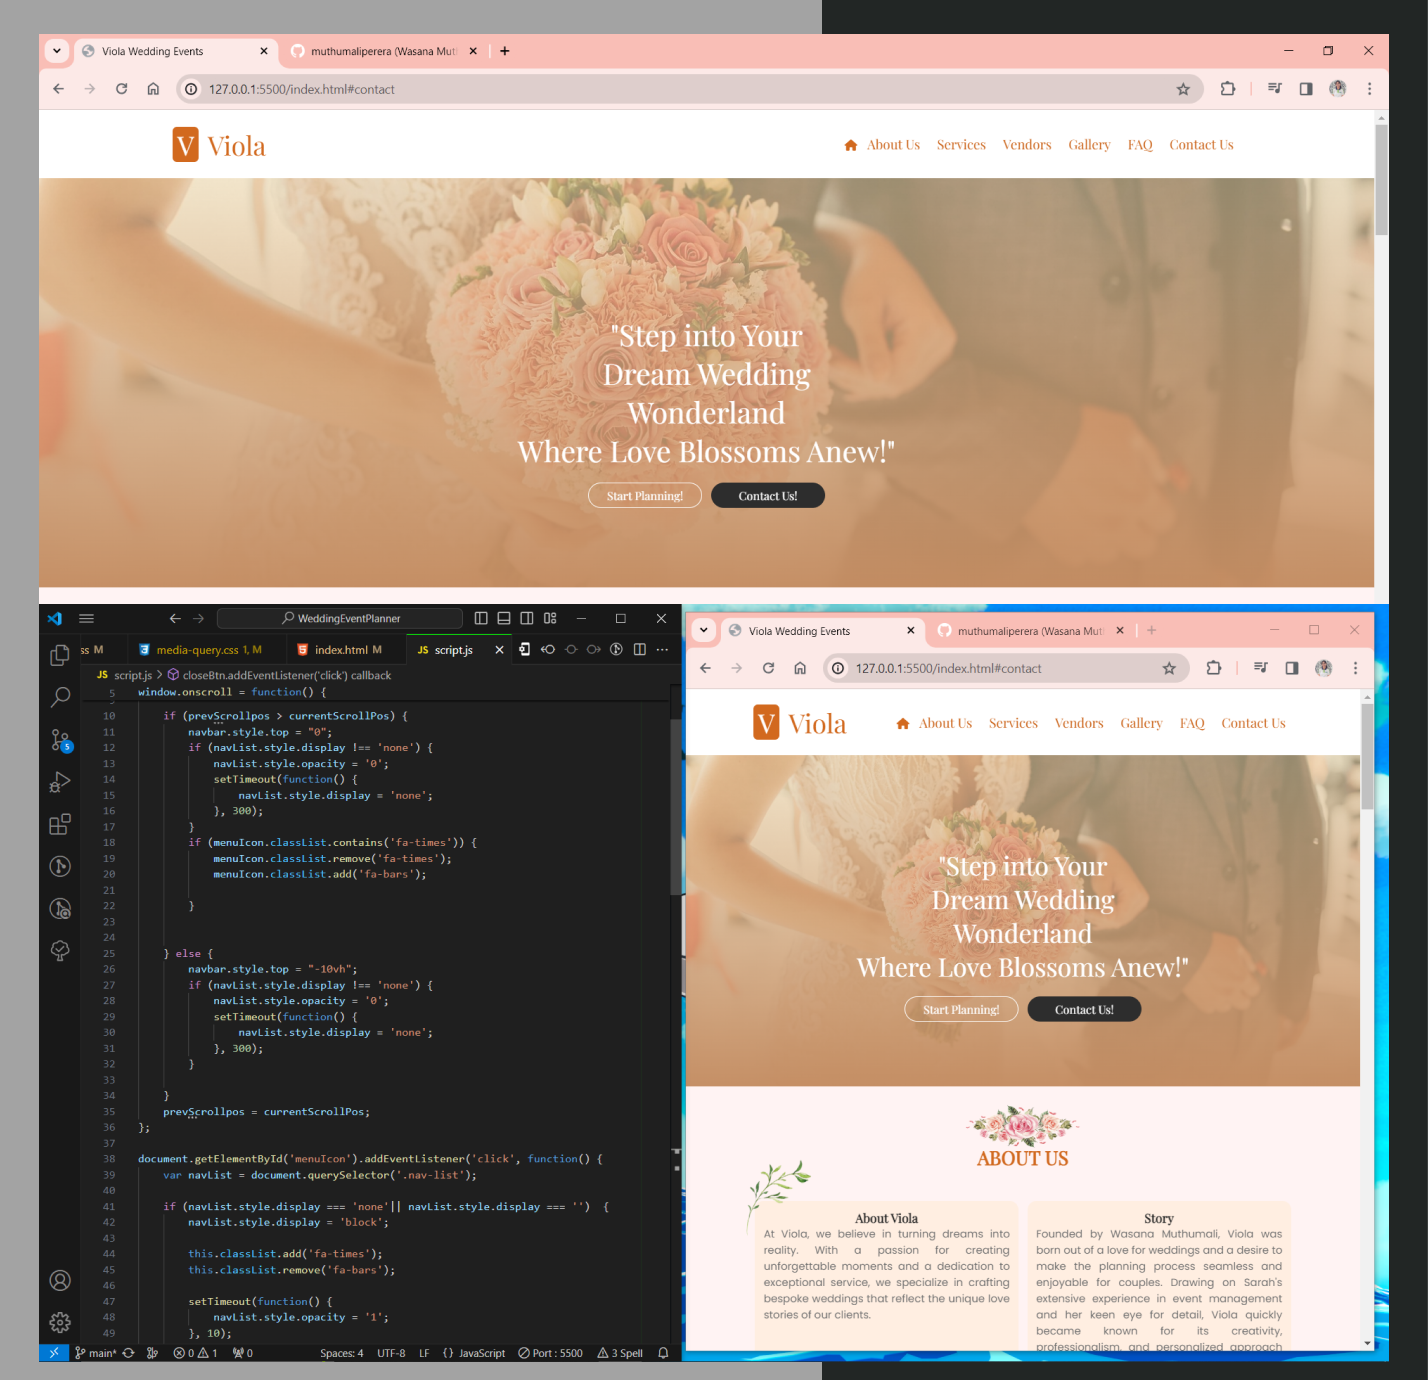 Viola Wedding Events
muthumaliperera (Wasana Mut
127.0.0.1:5500/index.html#contact
V Viola
About Us Services Vendors Gallery FAQ Contact Us
"Step into Your
Dream Wedding
Wonderland
Where Love Blossoms Anew!"
Start Planning! Contact Us!
WeddingEventPlanner
ss M media-query.css 1, M index.html M JS script.js
JS script.js > closeBtn.addEventListener('click') callback
5 window.onscroll = function() {
10 if (prevScrollpos > currentScrollPos) {
11 navbar.style.top = "0";
12 if (navList.style.display !== 'none') {
13 navList.style.opacity = '0';
14 setTimeout(function() {
15 navList.style.display = 'none';
16 }, 300);
17 }
18 if (menuIcon.classList.contains('fa-times')) {
19 menuIcon.classList.remove('fa-times');
20 menuIcon.classList.add('fa-bars');
21
22 }
23
24
25 } else {
26 navbar.style.top = "-10vh";
27 if (navList.style.display !== 'none') {
28 navList.style.opacity = '0';
29 setTimeout(function() {
30 navList.style.display = 'none';
31 }, 300);
32 }
33
34 }
35 prevScrollpos = currentScrollPos;
36 };
37
38 document.getElementById('menuIcon').addEventListener('click', function() {
39 var navList = document.querySelector('.nav-list');
40
41 if (navList.style.display === 'none'|| navList.style.display === '') {
42 navList.style.display = 'block';
43
44 this.classList.add('fa-times');
45 this.classList.remove('fa-bars');
46
47 setTimeout(function() {
48 navList.style.opacity = '1';
49 }, 10);
5
main* 0 1 0 Spaces: 4 UTF-8 LF {} JavaScript Port : 5500 3 Spell
Viola Wedding Events
muthumaliperera (Wasana Mut
127.0.0.1:5500/index.html#contact
V Viola
About Us Services Vendors Gallery FAQ Contact Us
"Step into Your
Dream Wedding
Wonderland
Where Love Blossoms Anew!"
Start Planning! Contact Us!
ABOUT US
About Viola
At Viola, we believe in turning dreams into
reality. With a passion for creating
unforgettable moments and a dedication to
exceptional service, we specialize in crafting
bespoke weddings that reflect the unique love
stories of our clients.
Story
Founded by Wasana Muthumali, Viola was
born out of a love for weddings and a desire to
make the planning process seamless and
enjoyable for couples. Drawing on Sarah's
extensive experience in event management
and her keen eye for detail, Viola quickly
became known for its creativity,
professionalism, and personalized approach